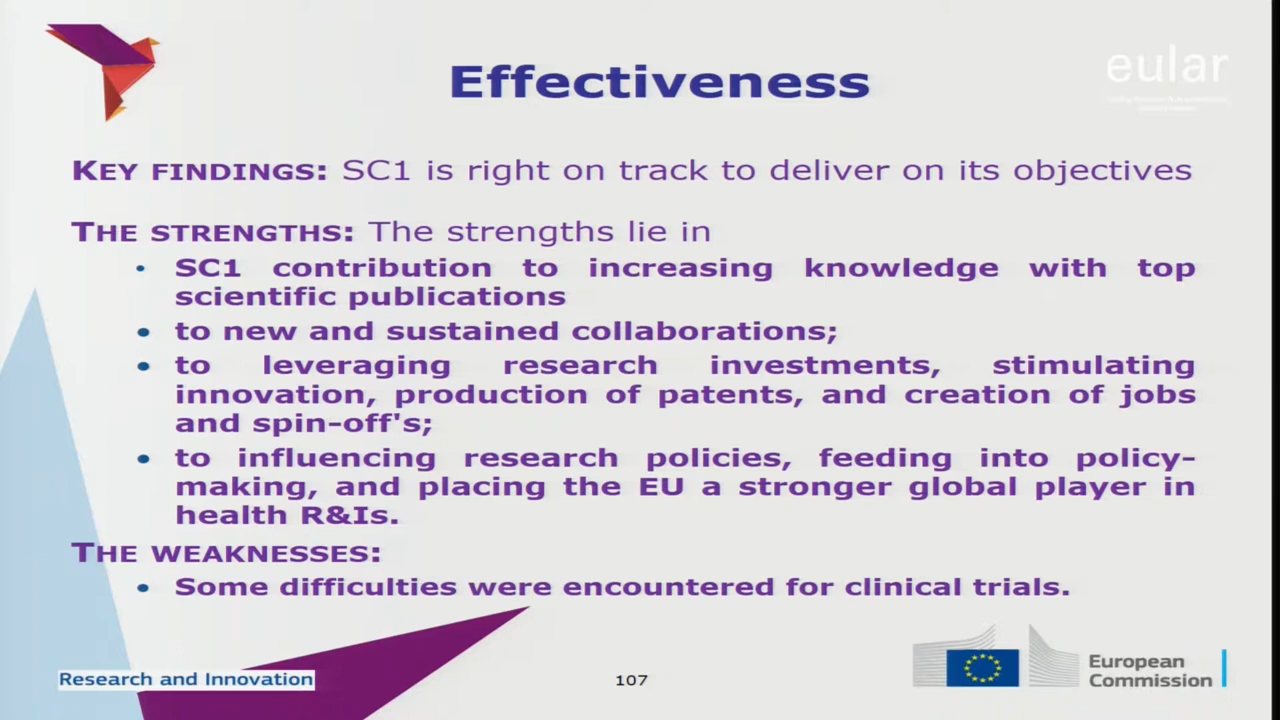 Effectiveness
eular
KEY FINDINGS: SC1 is right on track to deliver on its objectives
THE STRENGTHS: The strengths lie in
• SC1 contribution to increasing knowledge with top
scientific publications
• to new and sustained collaborations;
• to leveraging research investments, stimulating
innovation, production of patents, and creation of jobs
and spin-off's;
• to influencing research policies, feeding into policy-
making, and placing the EU a stronger global player in
health R&Is.
THE WEAKNESSES:
• Some difficulties were encountered for clinical trials.
Research and Innovation
107
European
Commission